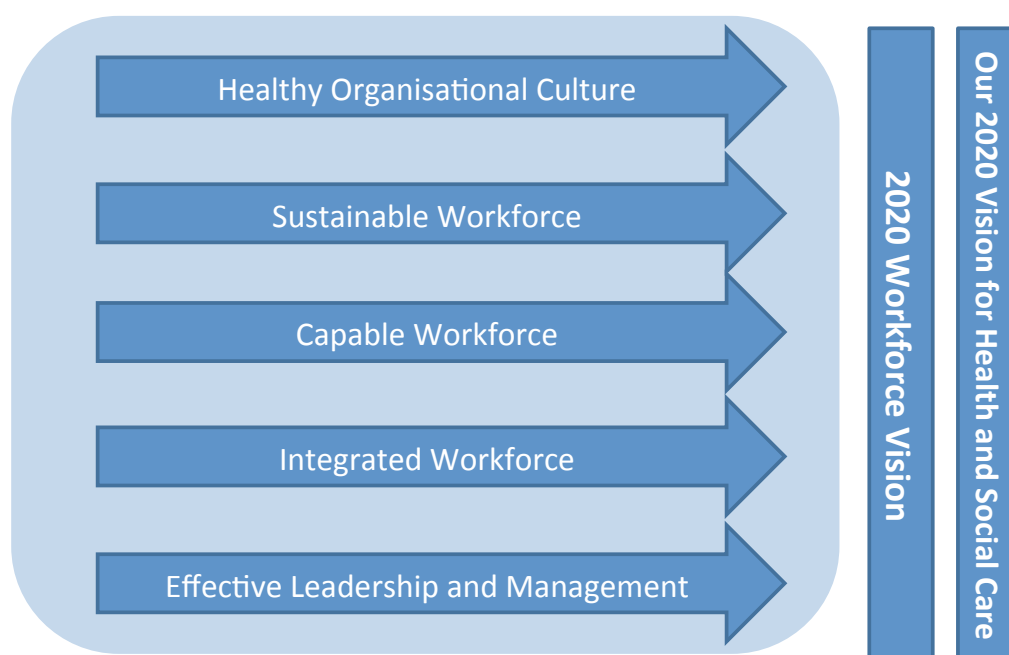 Healthy Organisational Culture
Sustainable Workforce
Capable Workforce
Integrated Workforce
Effective Leadership and Management
2020 Workforce Vision
Our 2020 Vision for Health and Social Care